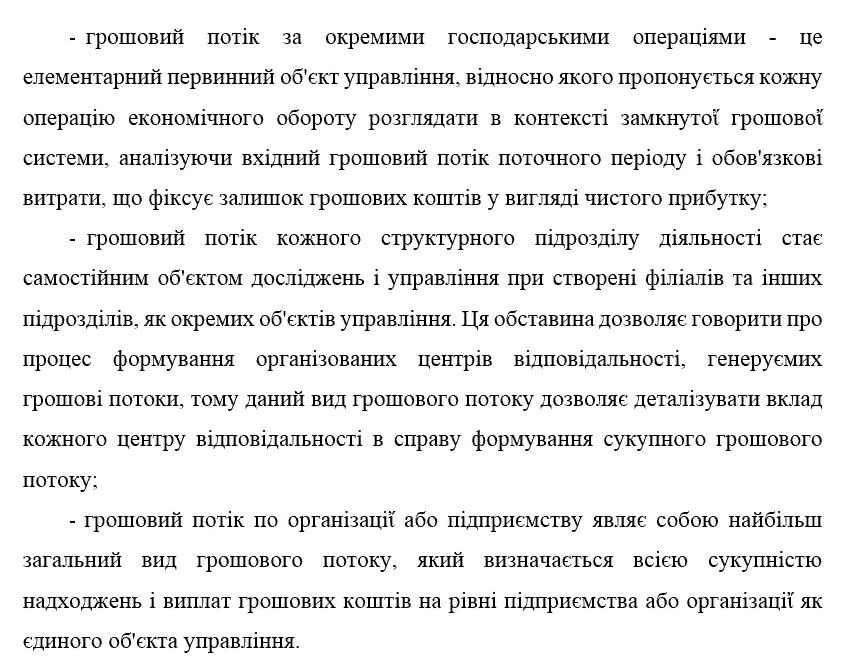 - грошовий потік за окремими господарськими операціями - це
елементарний первинний об'єкт управління, відносно якого пропонується кожну
операцію економічного обороту розглядати в контексті замкнутої грошової
системи, аналізуючи вхідний грошовий потік поточного періоду і обов'язкові
витрати, що фіксує залишок грошових коштів у вигляді чистого прибутку;
- грошовий потік кожного структурного підрозділу діяльності стає
самостійним об'єктом досліджень і управління при створені філіалів та інших
підрозділів, як окремих об'єктів управління. Ця обставина дозволяє говорити про
процес формування організованих центрів відповідальності, генеруємих
грошові потоки, тому даний вид грошового потоку дозволяє деталізувати вклад
кожного центру відповідальності в справу формування сукупного грошового
потоку;
- грошовий потік по організації або підприємству являє собою найбільш
загальний вид грошового потоку, який визначається всією сукупністю
надходжень і виплат грошових коштів на рівні підприємства або організації як
єдиного об'єкта управління.